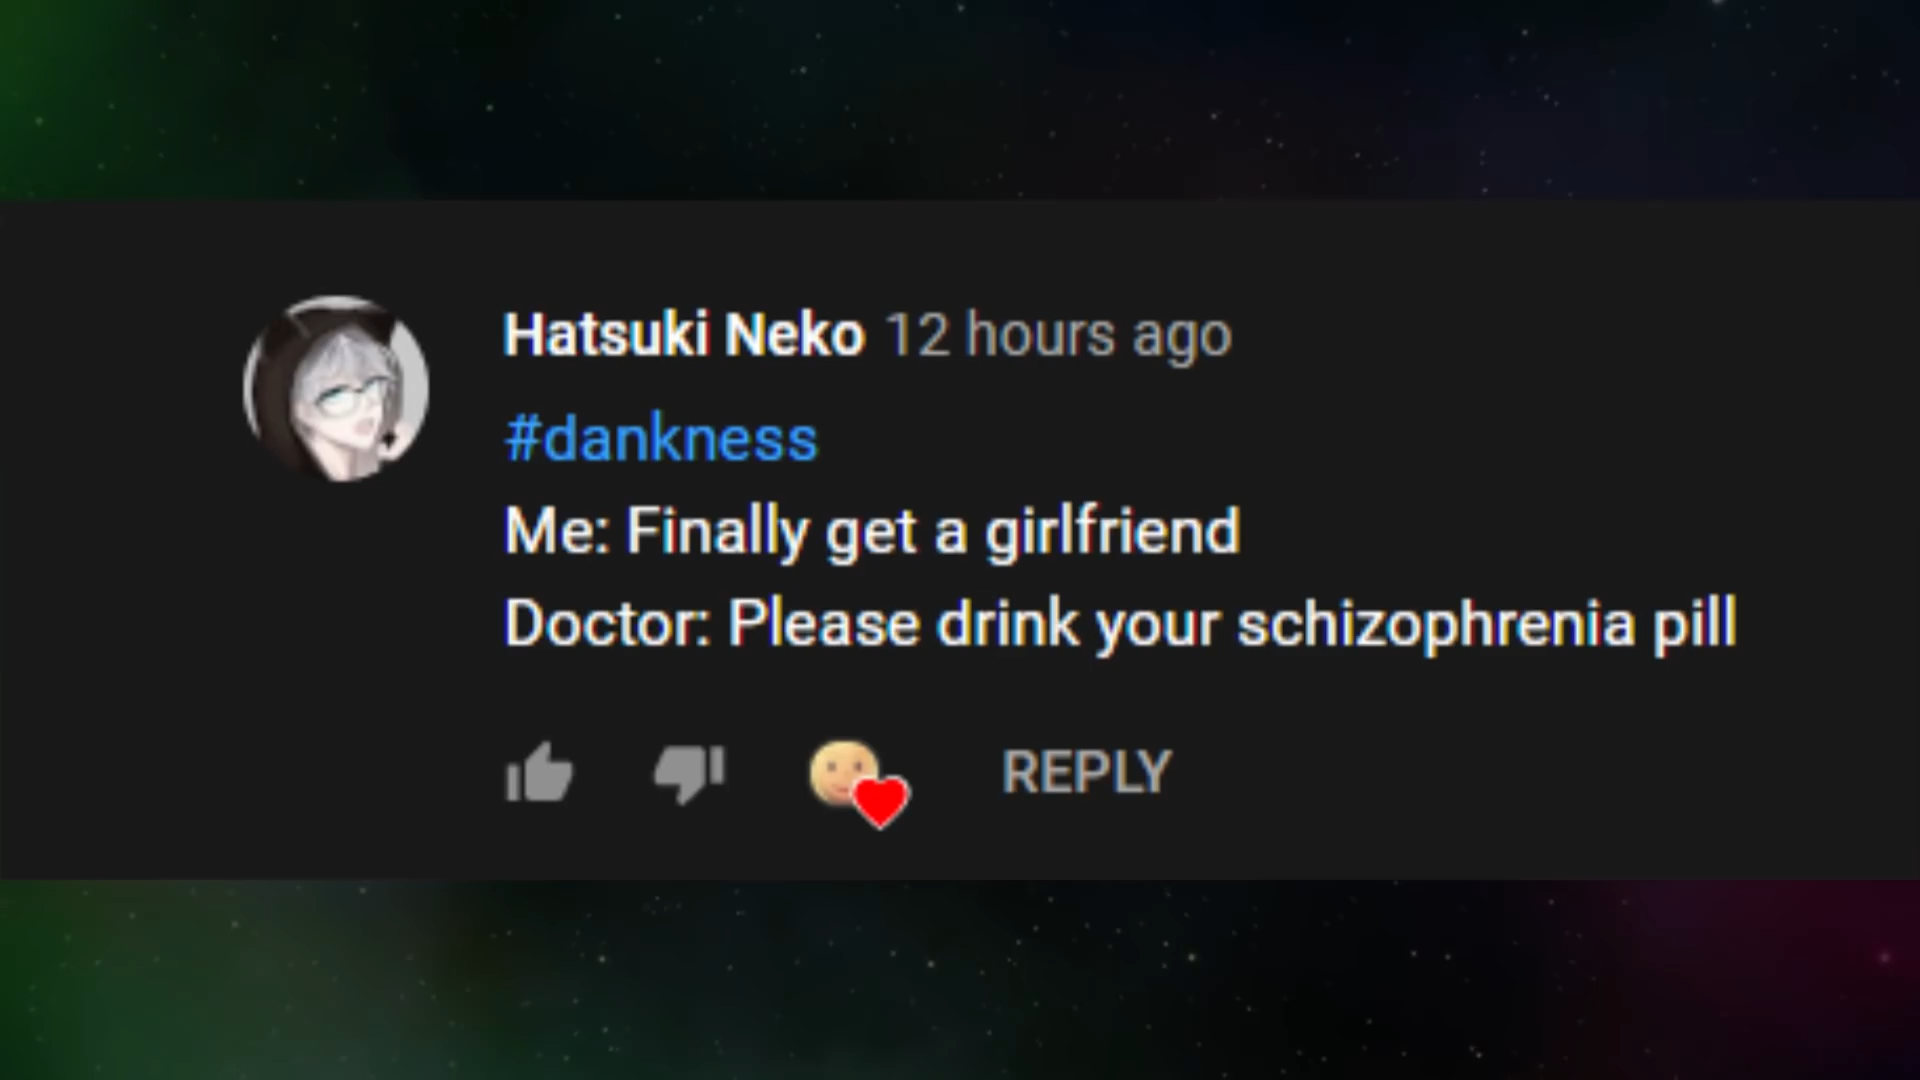 Hatsuki Neko 12 hours ago
#dankness
Me: Finally get a girlfriend
Doctor: Please drink your schizophrenia pill
REPLY